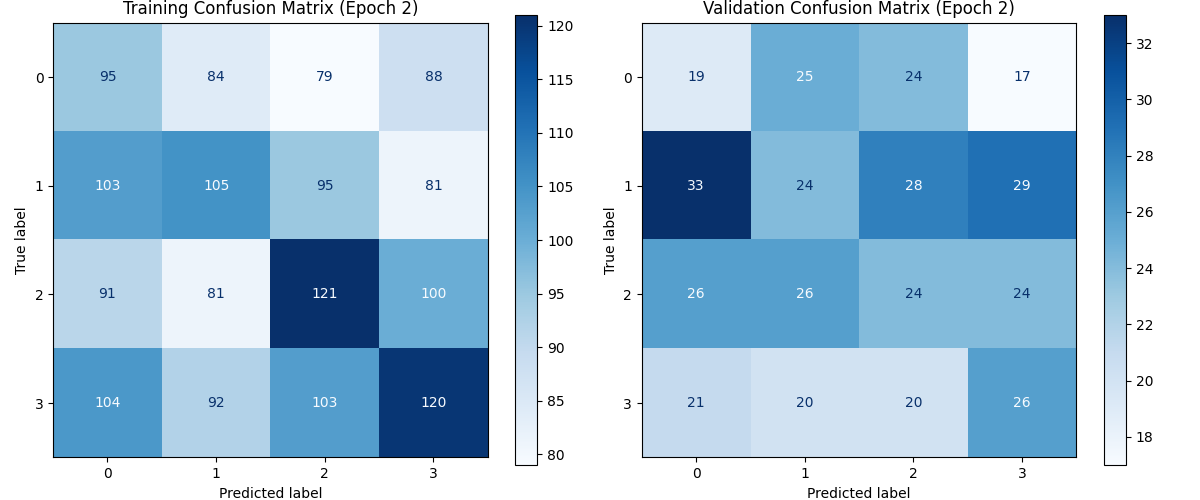 Training Confusion Matrix (Epoch 2)
True label
0 95 84 79 88
1 103 105 95 81
2 91 81 121 100
3 104 92 103 120
0 1 2 3
Predicted label
120
115
110
105
100
95
90
85
80
Validation Confusion Matrix (Epoch 2)
True label
0 19 25 24 17
1 33 24 28 29
2 26 26 24 24
3 21 20 20 26
0 1 2 3
Predicted label
32
30
28
26
24
22
20
18